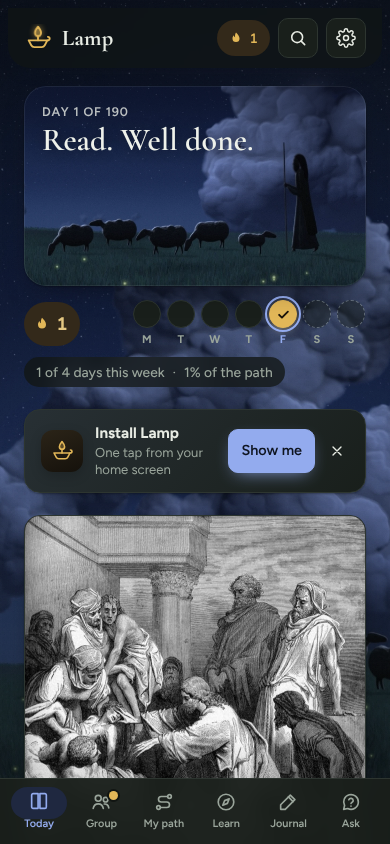 Lamp
1
DAY 1 OF 190
Read. Well done.
1
M T W T F S S
1 of 4 days this week · 1% of the path
Install Lamp
One tap from your
home screen
Show me
Today
Group
My path
Learn
Journal
Ask